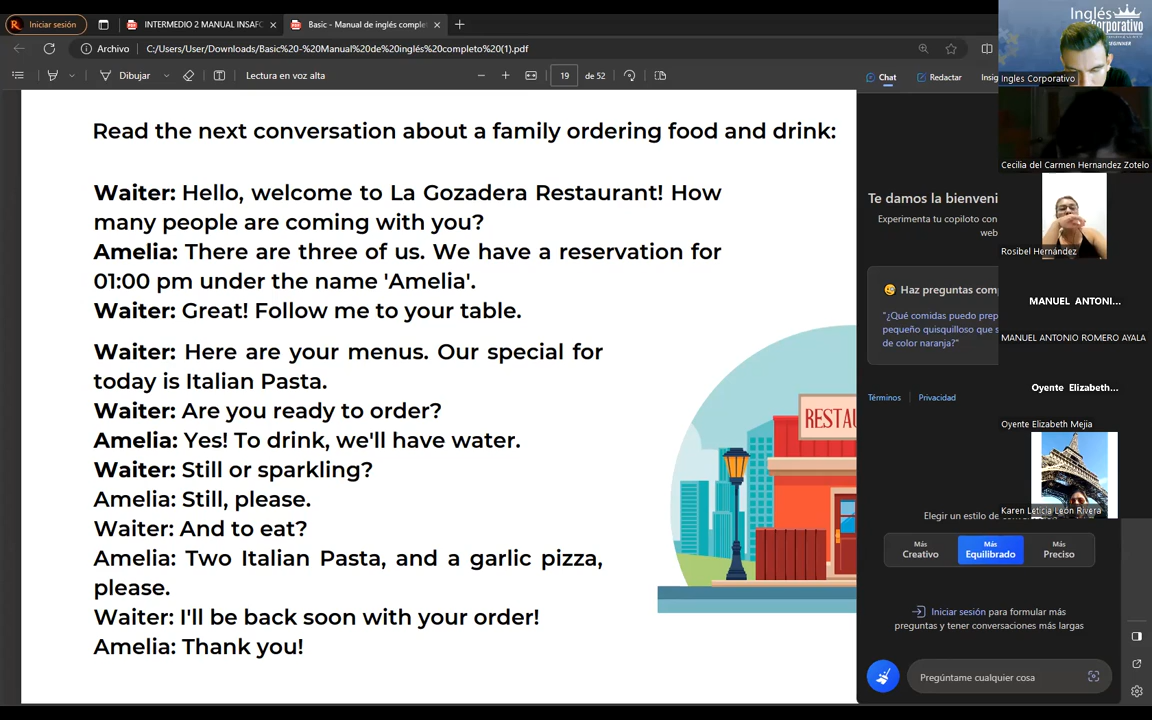 Iniciar sesión
INTERMEDIO 2 MANUAL INSAFO
Basic - Manual de inglés comple
Archivo
C:/Users/User/Downloads/Basic%20-%20Manual%20de%20inglés%20completo%20(1).pdf
Dibujar
Lectura en voz alta
19
de 52
Chat
Redactar
Insig
Read the next conversation about a family ordering food and drink:
Waiter: Hello, welcome to La Gozadera Restaurant! How
many people are coming with you?
Amelia: There are three of us. We have a reservation for
01:00 pm under the name 'Amelia'.
Waiter: Great! Follow me to your table.
Waiter: Here are your menus. Our special for
today is Italian Pasta.
Waiter: Are you ready to order?
Amelia: Yes! To drink, we'll have water.
Waiter: Still or sparkling?
Amelia: Still, please.
Waiter: And to eat?
Amelia: Two Italian Pasta, and a garlic pizza,
please.
Waiter: I'll be back soon with your order!
Amelia: Thank you!
RESTAU
Te damos la bienveni
Experimenta tu copiloto con
web
Haz preguntas com
"¿Qué comidas puedo prep
pequeño quisquilloso que s
de color naranja?"
Términos
Privacidad
Elegir un estilo de
Más
Creativo
Más
Equilibrado
Más
Preciso
Iniciar sesión para formular más
preguntas y tener conversaciones más largas
Pregúntame cualquier cosa
Inglés
Corporativo
BEGINNER
Ingles Corporativo
Cecilia del Carmen Hernandez Zotelo
Rosibel Hernández
MANUEL ANTONI...
MANUEL ANTONIO ROMERO AYALA
Oyente Elizabeth...
Oyente Elizabeth Mejia
Karen Leticia León Rivera